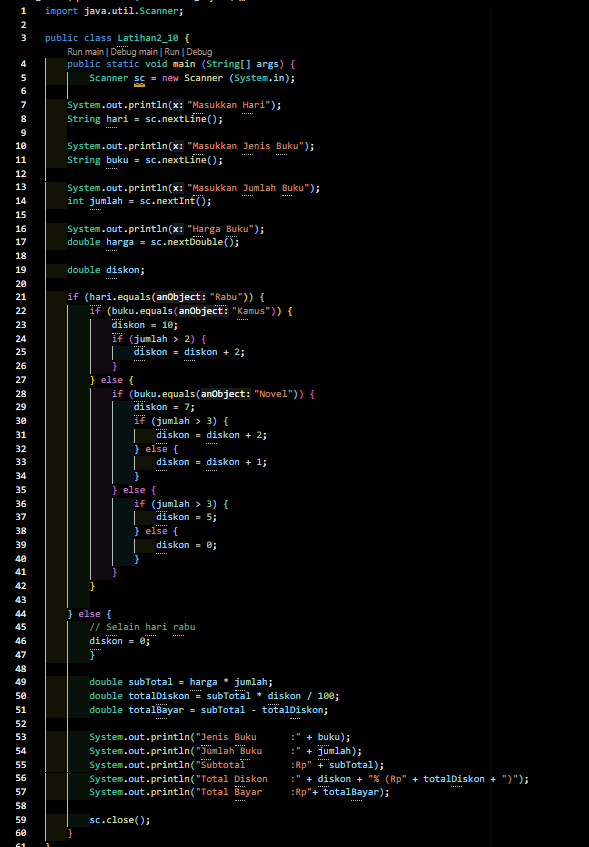 1 import java.util.Scanner;
2
3 public class Latihan2_10 {
Run main | Debug main | Run | Debug
4 public static void main (String[] args) {
5 Scanner sc = new Scanner (System.in);
6
7 System.out.println(x: "Masukkan Hari");
8 String hari = sc.nextLine();
9
10 System.out.println(x: "Masukkan Jenis Buku");
11 String buku = sc.nextLine();
12
13 System.out.println(x: "Masukkan Jumlah Buku");
14 int jumlah = sc.nextInt();
15
16 System.out.println(x: "Harga Buku");
17 double harga = sc.nextDouble();
18
19 double diskon;
20
21 if (hari.equals(anObject: "Rabu")) {
22 if (buku.equals(anObject: "Kamus")) {
23 diskon = 10;
24 if (jumlah > 2) {
25 diskon = diskon + 2;
26 }
27 } else {
28 if (buku.equals(anObject: "Novel")) {
29 diskon = 7;
30 if (jumlah > 3) {
31 diskon = diskon + 2;
32 } else {
33 diskon = diskon + 1;
34 }
35 } else {
36 if (jumlah > 3) {
37 diskon = 5;
38 } else {
39 diskon = 0;
40 }
41 }
42 }
43
44 } else {
45 // Selain hari rabu
46 diskon = 0;
47 }
48
49 double subTotal = harga * jumlah;
50 double totalDiskon = subTotal * diskon / 100;
51 double totalBayar = subTotal - totalDiskon;
52
53 System.out.println("Jenis Buku :" + buku);
54 System.out.println("Jumlah Buku :" + jumlah);
55 System.out.println("Subtotal :Rp" + subTotal);
56 System.out.println("Total Diskon :" + diskon + "% (Rp" + totalDiskon + ")");
57 System.out.println("Total Bayar :Rp"+ totalBayar);
58
59 sc.close();
60 }
61 }